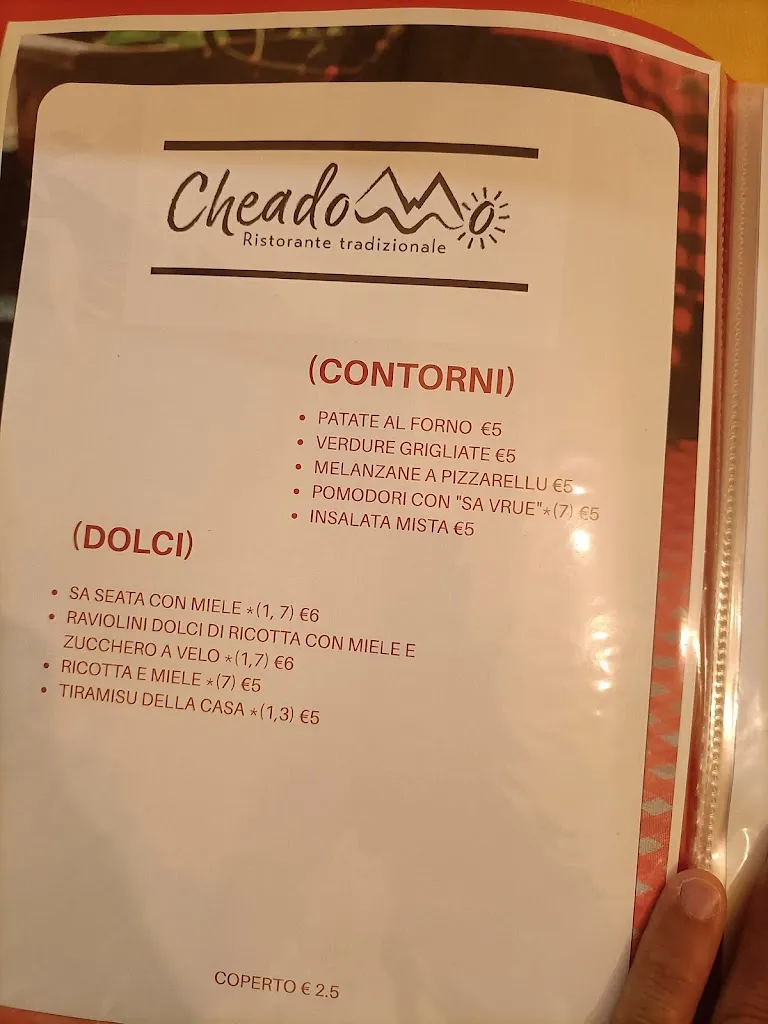 Cheadommo
Ristorante tradizionale
(CONTORNI)
• PATATE AL FORNO €5
• VERDURE GRIGLIATE €5
• MELANZANE A PIZZARELLU €5
• POMODORI CON "SA VRUE"*(7) €5
• INSALATA MISTA €5
(DOLCI)
• SA SEATA CON MIELE *(1, 7) €6
• RAVIOLINI DOLCI DI RICOTTA CON MIELE E
ZUCCHERO A VELO *(1,7) €6
• RICOTTA E MIELE *(7) €5
• TIRAMISU DELLA CASA *(1,3) €5
COPERTO € 2.5